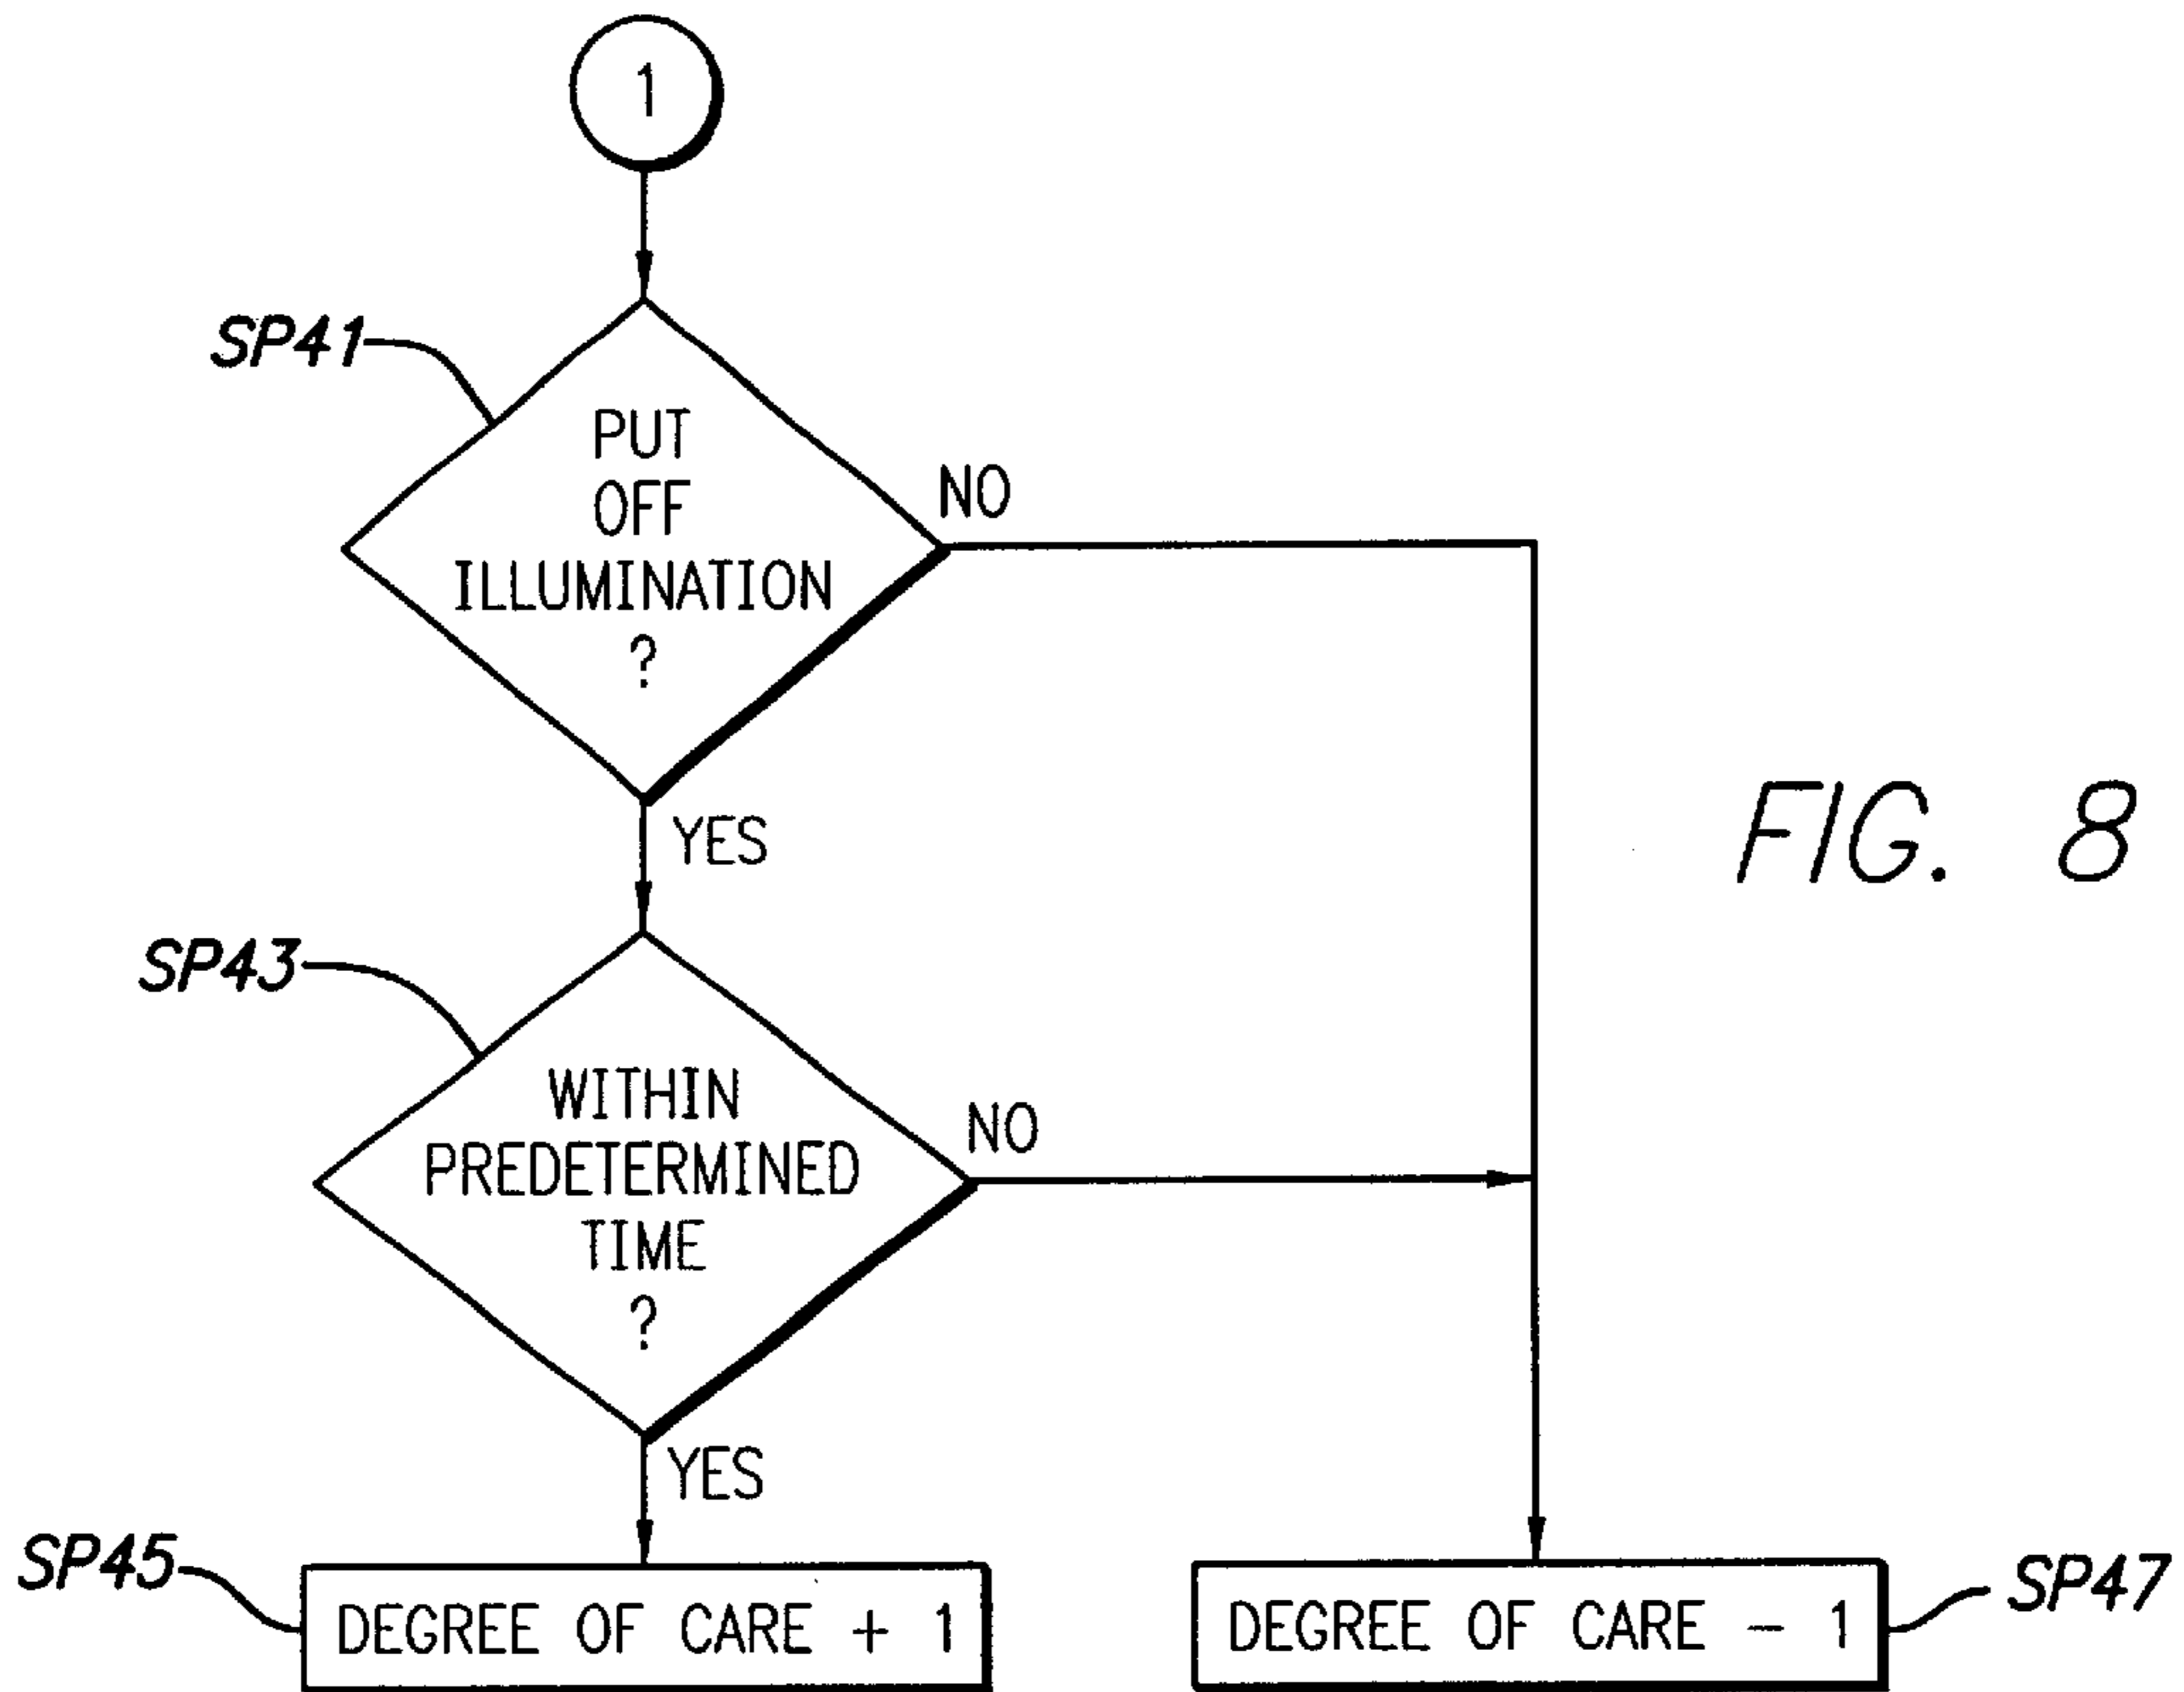 1
SP41
PUT
OFF
ILLUMINATION
?
NO
YES
FIG. 8
SP43
WITHIN
PREDETERMINED
TIME
?
NO
YES
SP45
DEGREE OF CARE + 1
DEGREE OF CARE - 1
SP47